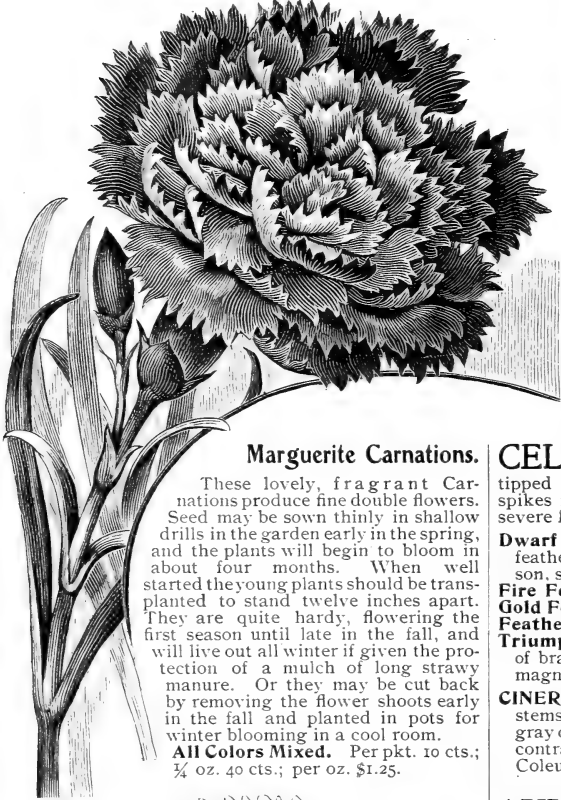 Marguerite Carnations.
These lovely, fragrant Car-
nations produce fine double flowers.
Seed may be sown thinly in shallow
drills in the garden early in the spring,
and the plants will begin to bloom in
about four months. When well
started the young plants should be trans-
planted to stand twelve inches apart.
They are quite hardy, flowering the
first season until late in the fall, and
will live out all winter if given the pro-
tection of a mulch of long strawy
manure. Or they may be cut back
by removing the flower shoots early
in the fall and planted in pots for
winter blooming in a cool room.
All Colors Mixed. Per pkt. 10 cts.;
¼ oz. 40 cts.; per oz. $1.25.
CEL
tipped
spikes
severe f
Dwarf
feathe
son, s
Fire Fe
Gold F
Feathe
Triump
of bra
magn
CINER
stems
gray o
contra
Coleu